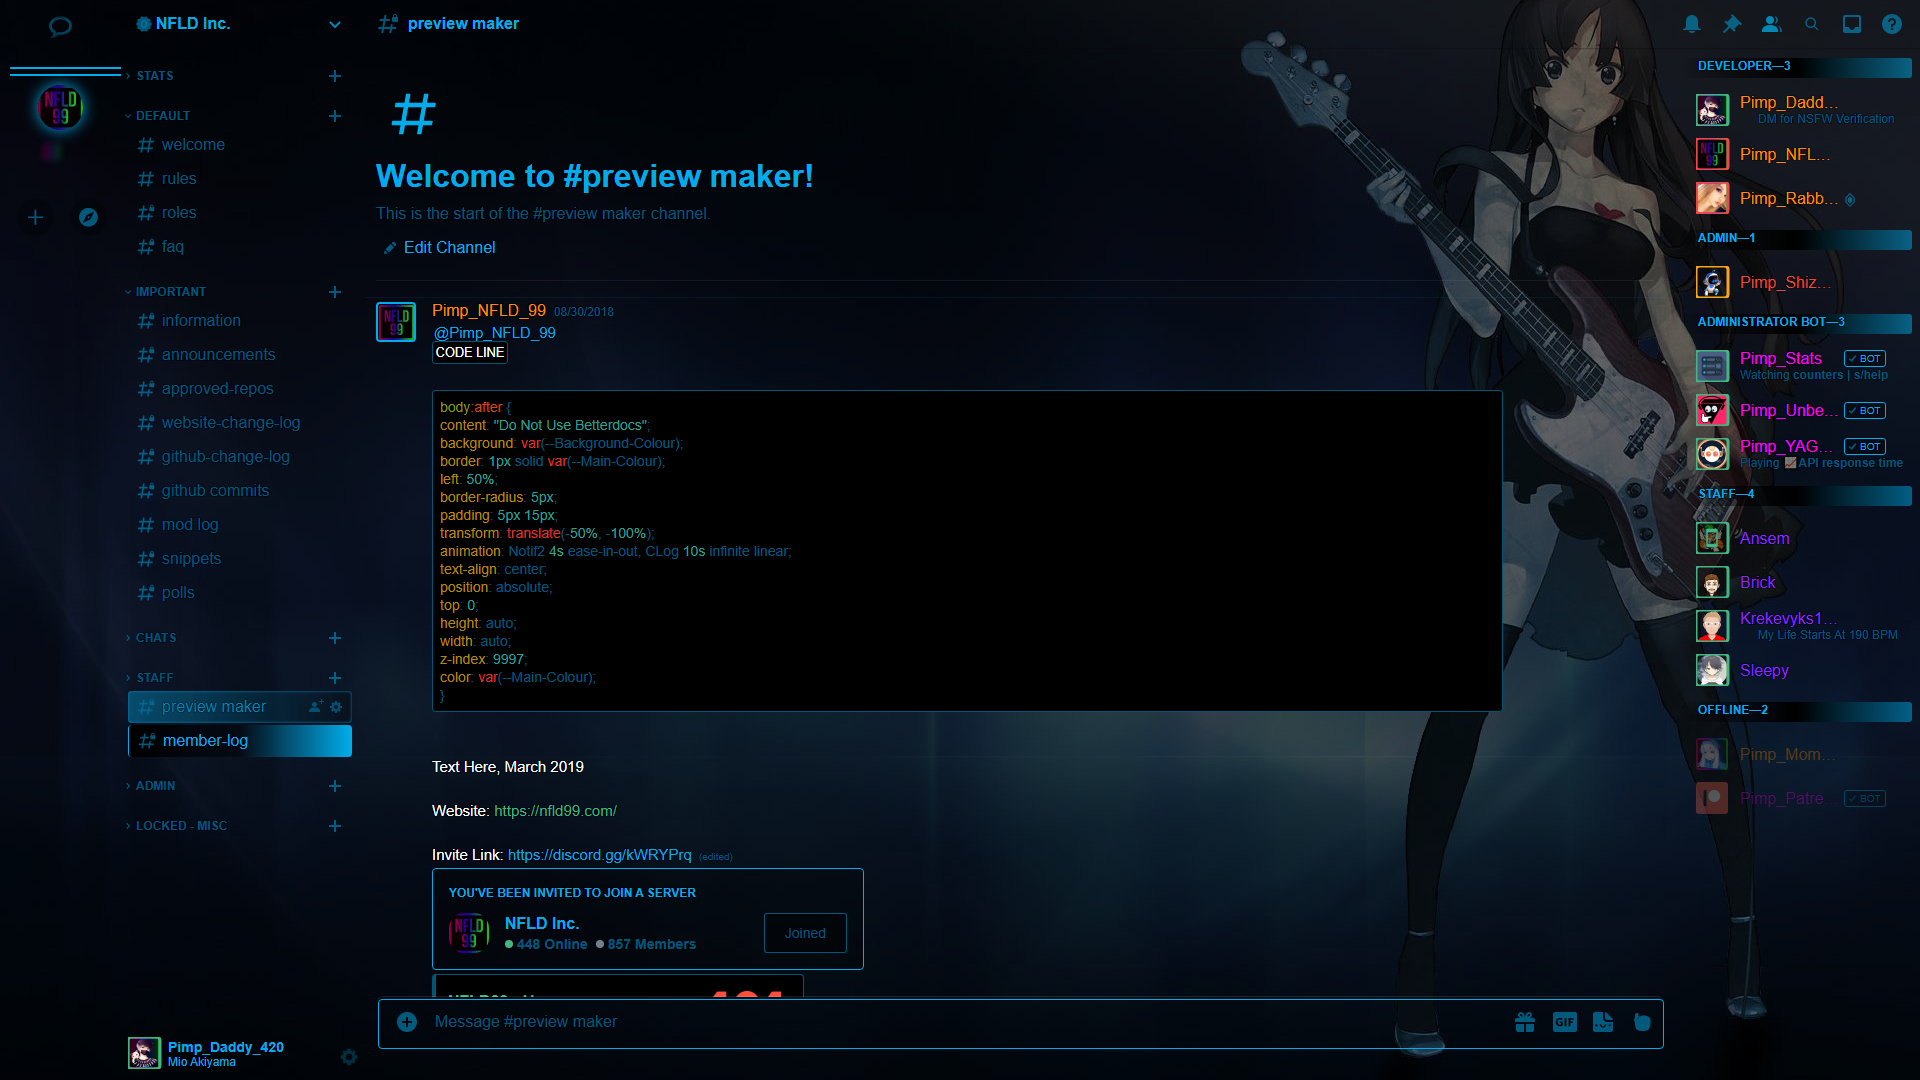 NFLD Inc.
preview maker
STATS
DEFAULT
welcome
rules
roles
faq
IMPORTANT
information
announcements
approved-repos
website-change-log
github-change-log
github commits
mod log
snippets
polls
CHATS
STAFF
preview maker
member-log
ADMIN
LOCKED - MISC
Pimp_Daddy_420
Mio Akiyama
NFLD
99
Welcome to #preview maker!
This is the start of the #preview maker channel.
Edit Channel
NFLD
99
Pimp_NFLD_99 08/30/2018
@Pimp_NFLD_99
CODE LINE
body:after {
content: "Do Not Use Betterdocs";
background: var(--Background-Colour);
border: 1px solid var(--Main-Colour);
left: 50%;
border-radius: 5px;
padding: 5px 15px;
transform: translate(-50%, -100%);
animation: Notif2 4s ease-in-out, CLog 10s infinite linear;
text-align: center;
position: absolute;
top: 0;
height: auto;
width: auto;
z-index: 9997;
color: var(--Main-Colour);
}
Text Here, March 2019
Website: https://nfld99.com/
Invite Link: https://discord.gg/kWRYPrq (edited)
YOU'VE BEEN INVITED TO JOIN A SERVER
NFLD
99
NFLD Inc.
448 Online 857 Members
Joined
Message #preview maker
GIF
DEVELOPER—3
Pimp_Dadd...
DM for NSFW Verification
NFLD
99
Pimp_NFL...
Pimp_Rabb...
ADMIN—1
Pimp_Shiz...
ADMINISTRATOR BOT—3
Pimp_Stats BOT
Watching counters | s/help
Pimp_Unbe... BOT
Pimp_YAG... BOT
Playing API response time
STAFF—4
Ansem
Brick
Krekevyks1...
My Life Starts At 190 BPM
Sleepy
OFFLINE—2
Pimp_Mom...
Pimp_Patre... BOT